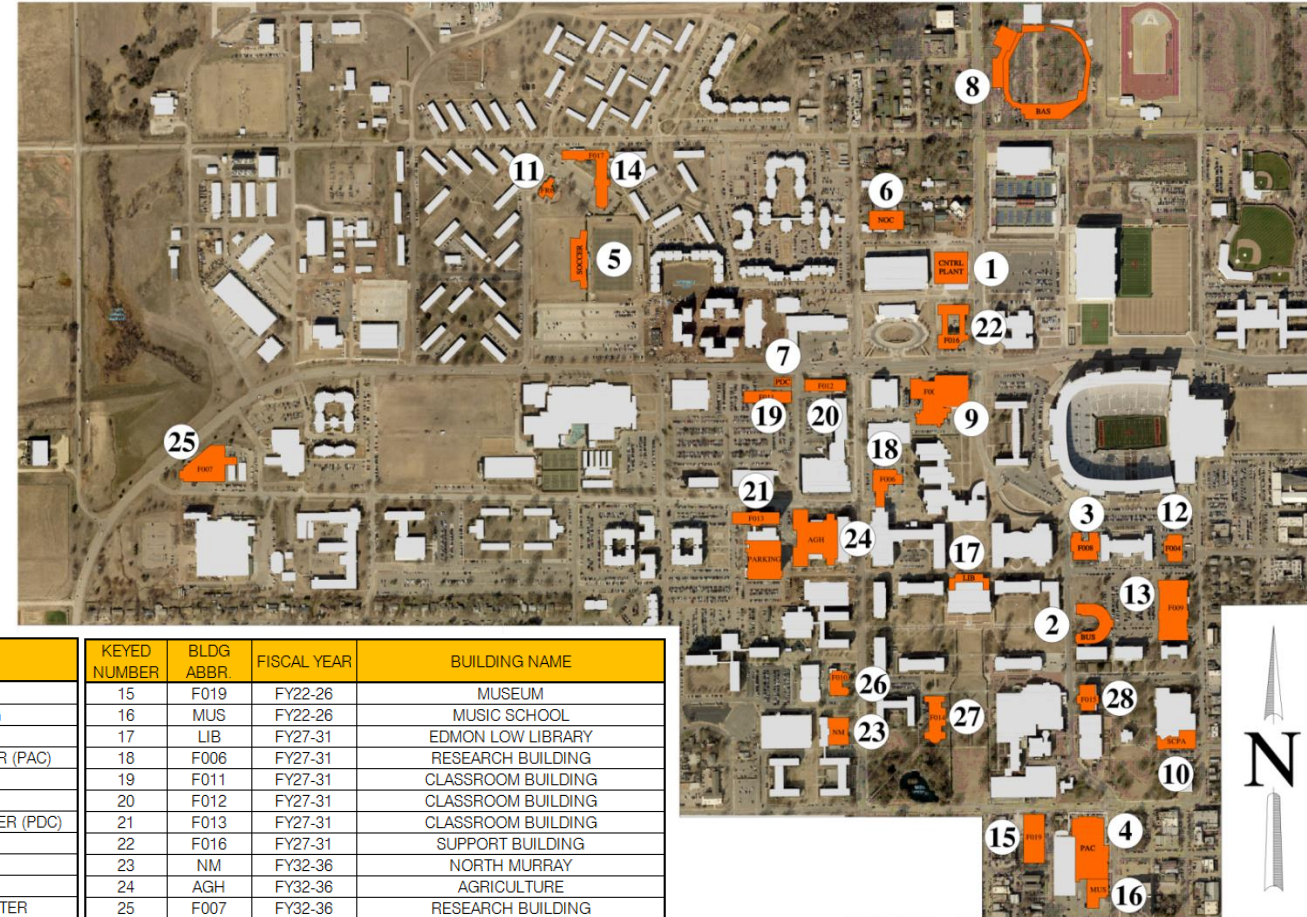 8
BAS
11
FR6
F017
14
6
NOC
SOCCER
5
CNTRL
PLANT
1
F016
22
7
PDC
F011
19
F012
20
9
25
F007
18
F006
21
F013
PARKING
AGH
24
17
LIB
3
F008
12
F004
13
F009
2
BUS
F010
26
NM
23
F014
27
F015
28
SCPA
10
N
15
F019
PAC
4
MUS
16
KEYED NUMBER BLDG ABBR. FISCAL YEAR BUILDING NAME
15 F019 FY22-26 MUSEUM
16 MUS FY22-26 MUSIC SCHOOL
17 LIB FY27-31 EDMON LOW LIBRARY
R (PAC) 18 F006 FY27-31 RESEARCH BUILDING
19 F011 FY27-31 CLASSROOM BUILDING
20 F012 FY27-31 CLASSROOM BUILDING
ER (PDC) 21 F013 FY27-31 CLASSROOM BUILDING
22 F016 FY27-31 SUPPORT BUILDING
23 NM FY32-36 NORTH MURRAY
24 AGH FY32-36 AGRICULTURE
TER 25 F007 FY32-36 RESEARCH BUILDING